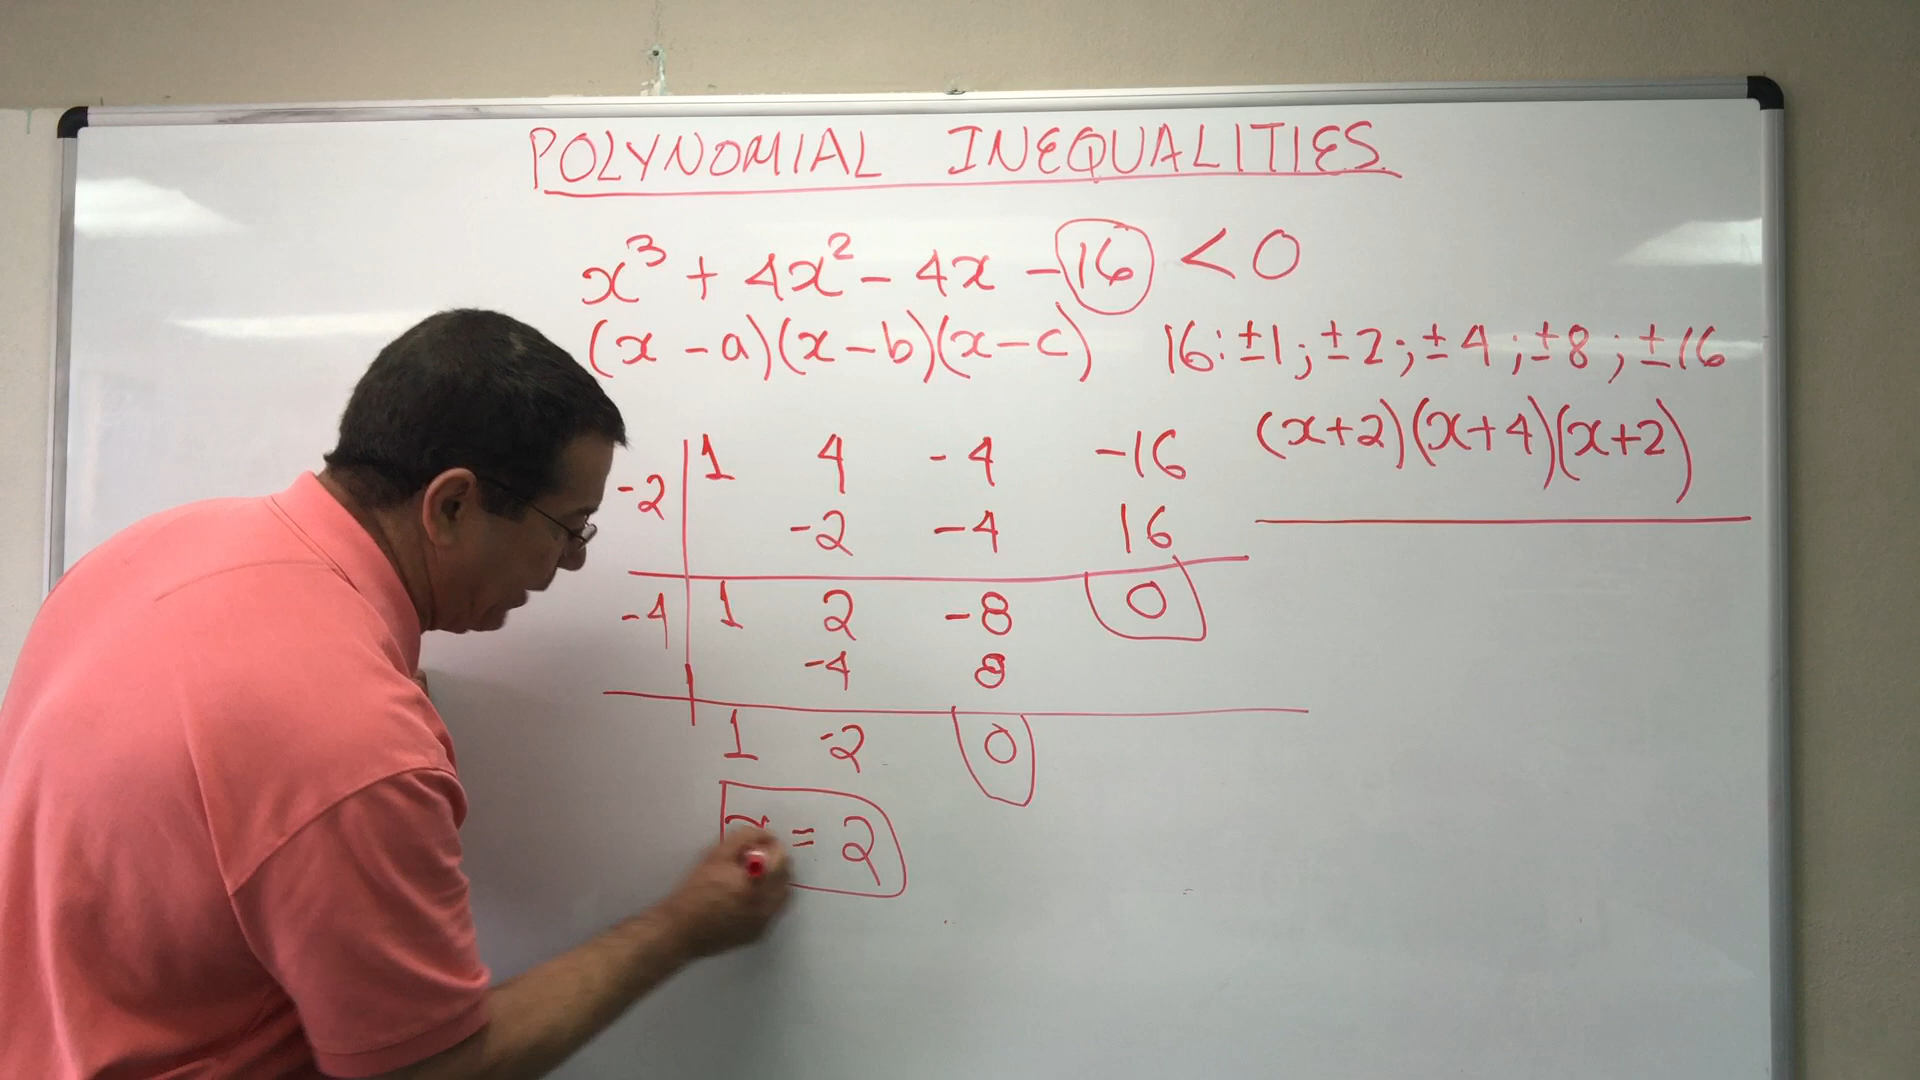 POLYNOMIAL INEQUALITIES
x³ + 4x² - 4x - 16 < 0
(x - a)(x - b)(x - c) 16: ±1; ±2; ±4; ±8; ±16
(x+2)(x+4)(x+2)
-2 | 1 4 -4 -16
-2 -4 16
-4 | 1 2 -8 0
-4 8
1 -2 0
x = 2